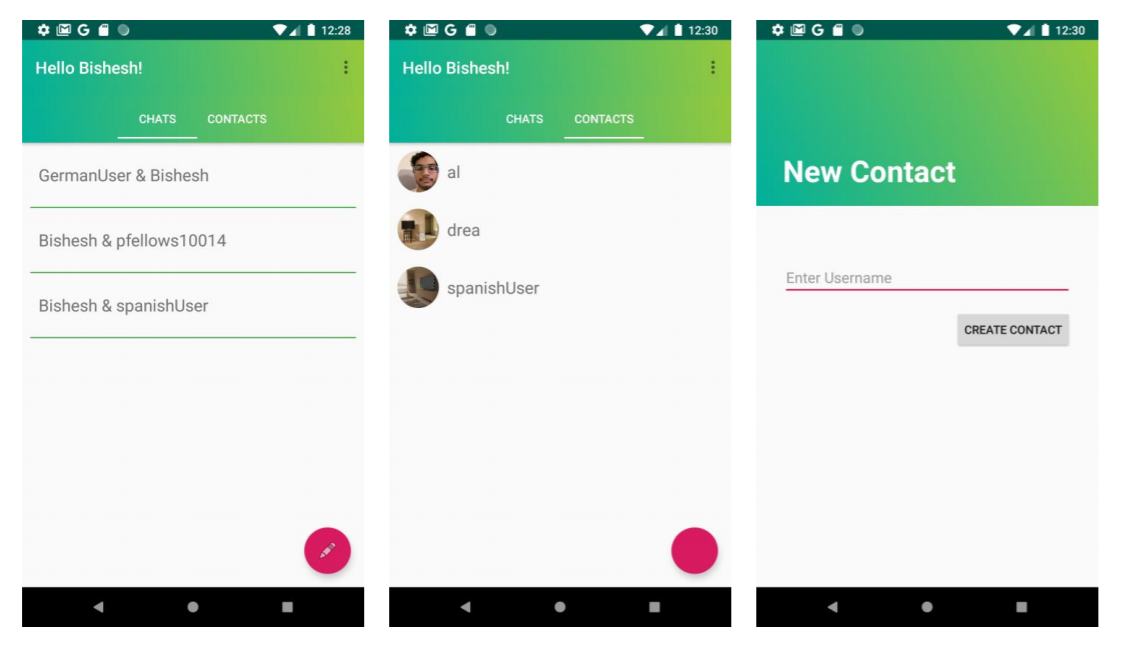 12:28
Hello Bishesh!
CHATS CONTACTS
GermanUser & Bishesh
Bishesh & pfellows10014
Bishesh & spanishUser
12:30
Hello Bishesh!
CHATS CONTACTS
al
drea
spanishUser
12:30
New Contact
Enter Username
CREATE CONTACT